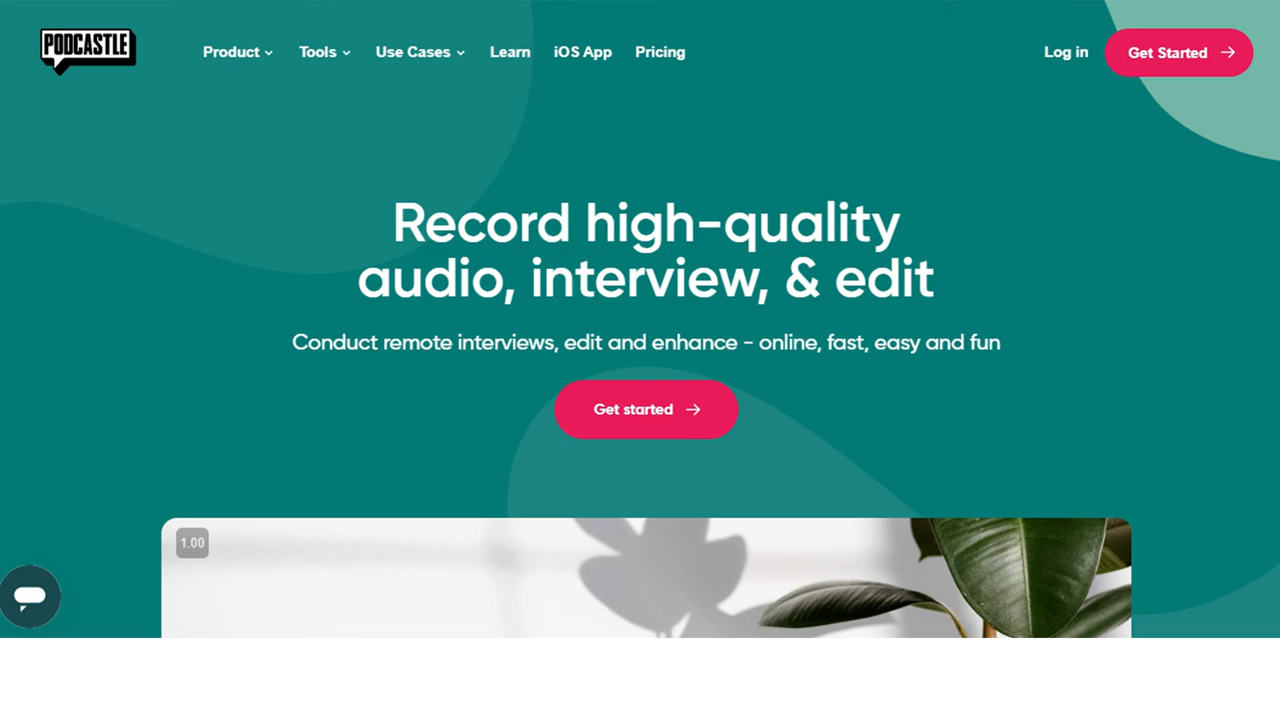 PODCASTLE
Product
Tools
Use Cases
Learn
iOS App
Pricing
Log in
Get Started
Record high-quality
audio, interview, & edit
Conduct remote interviews, edit and enhance - online, fast, easy and fun
Get started
1.00